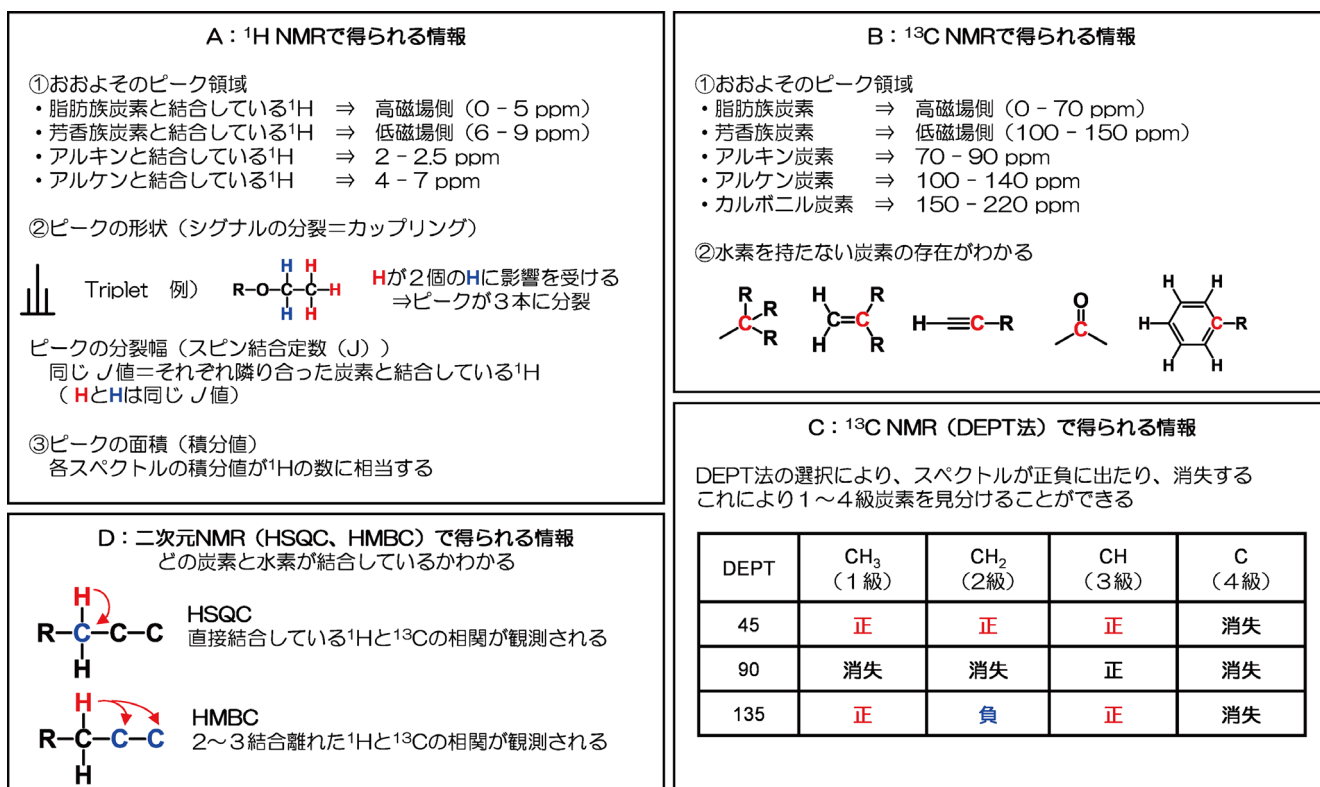 A：¹H NMRで得られる情報
①おおよそのピーク領域
・脂肪族炭素と結合している¹H ⇒ 高磁場側（0 - 5 ppm）
・芳香族炭素と結合している¹H ⇒ 低磁場側（6 - 9 ppm）
・アルキンと結合している¹H ⇒ 2 - 2.5 ppm
・アルケンと結合している¹H ⇒ 4 - 7 ppm
②ピークの形状（シグナルの分裂＝カップリング）
H H
Triplet 例） R-O-C-C-H
H H
Hが２個のHに影響を受ける
⇒ピークが３本に分裂
ピークの分裂幅（スピン結合定数（J））
同じ J 値＝それぞれ隣り合った炭素と結合している¹H
（ HとHは同じ J 値）
③ピークの面積（積分値）
各スペクトルの積分値が¹Hの数に相当する
B：¹³C NMRで得られる情報
①おおよそのピーク領域
・脂肪族炭素 ⇒ 高磁場側（0 - 70 ppm）
・芳香族炭素 ⇒ 低磁場側（100 - 150 ppm）
・アルキン炭素 ⇒ 70 - 90 ppm
・アルケン炭素 ⇒ 100 - 140 ppm
・カルボニル炭素 ⇒ 150 - 220 ppm
②水素を持たない炭素の存在がわかる
R
C R
R
H R
C=C
H R
H-≡C-R
O
C
H H
H C-R
H H
C：¹³C NMR（DEPT法）で得られる情報
DEPT法の選択により、スペクトルが正負に出たり、消失する
これにより１～４級炭素を見分けることができる
DEPT CH₃（１級） CH₂（２級） CH（３級） C（４級）
45 正 正 正 消失
90 消失 消失 正 消失
135 正 負 正 消失
D：二次元NMR（HSQC、HMBC）で得られる情報
どの炭素と水素が結合しているかわかる
H
R-C-C-C
H
HSQC
直接結合している¹Hと¹³Cの相関が観測される
H
R-C-C-C
H
HMBC
2～3結合離れた¹Hと¹³Cの相関が観測される